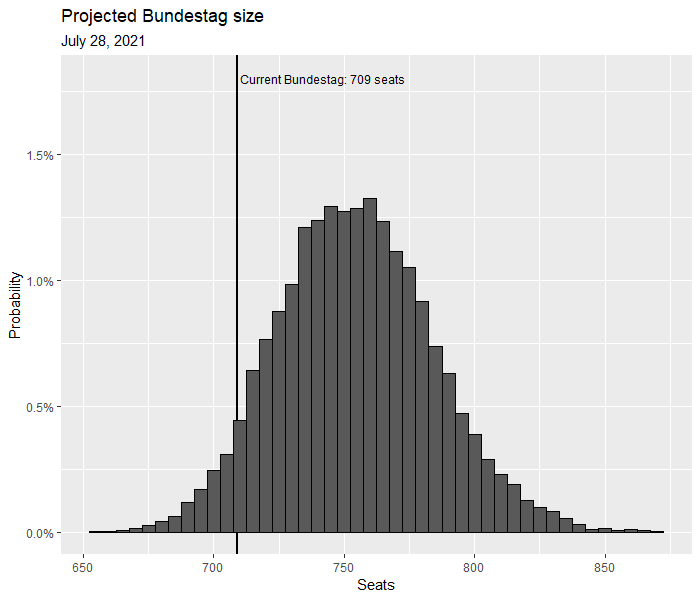 Projected Bundestag size
July 28, 2021
Current Bundestag: 709 seats
1.5%
1.0%
0.5%
0.0%
Probability
650 700 750 800 850
Seats